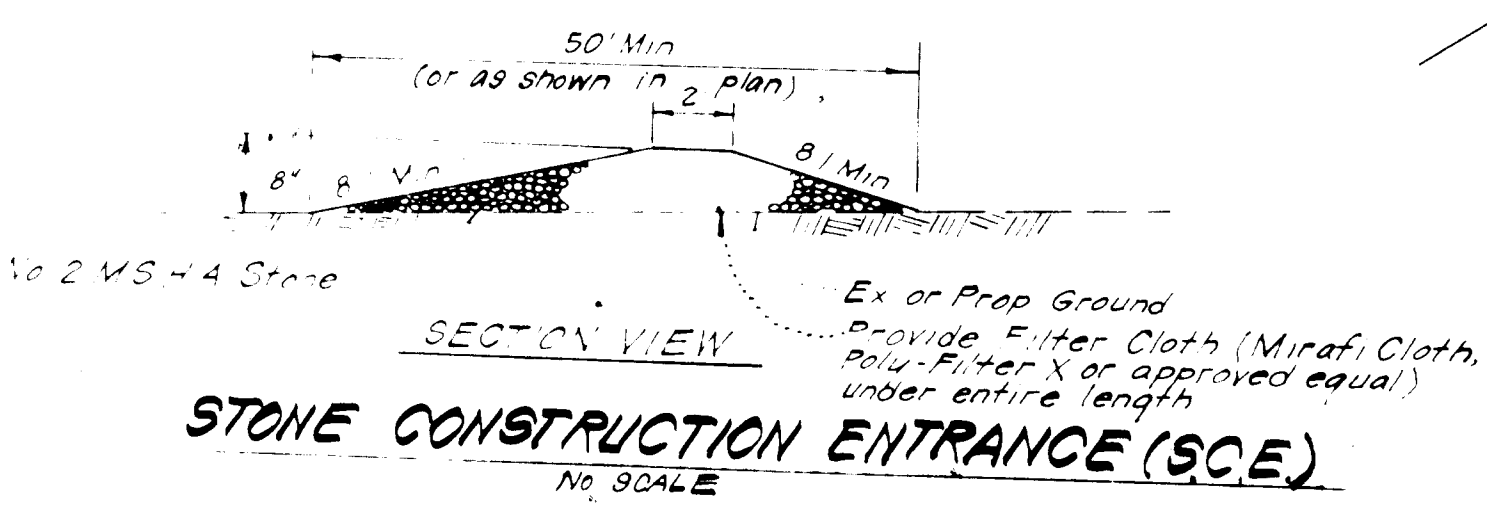 50' Min
(or as shown in plan)
2
8"
8 Min
8 / Min
No 2 MSHA Stone
Ex or Prop Ground
SECTION VIEW
Provide Filter Cloth (Mirafi Cloth,
Poly-Filter X or approved equal)
under entire length
STONE CONSTRUCTION ENTRANCE (S.C.E.)
No SCALE